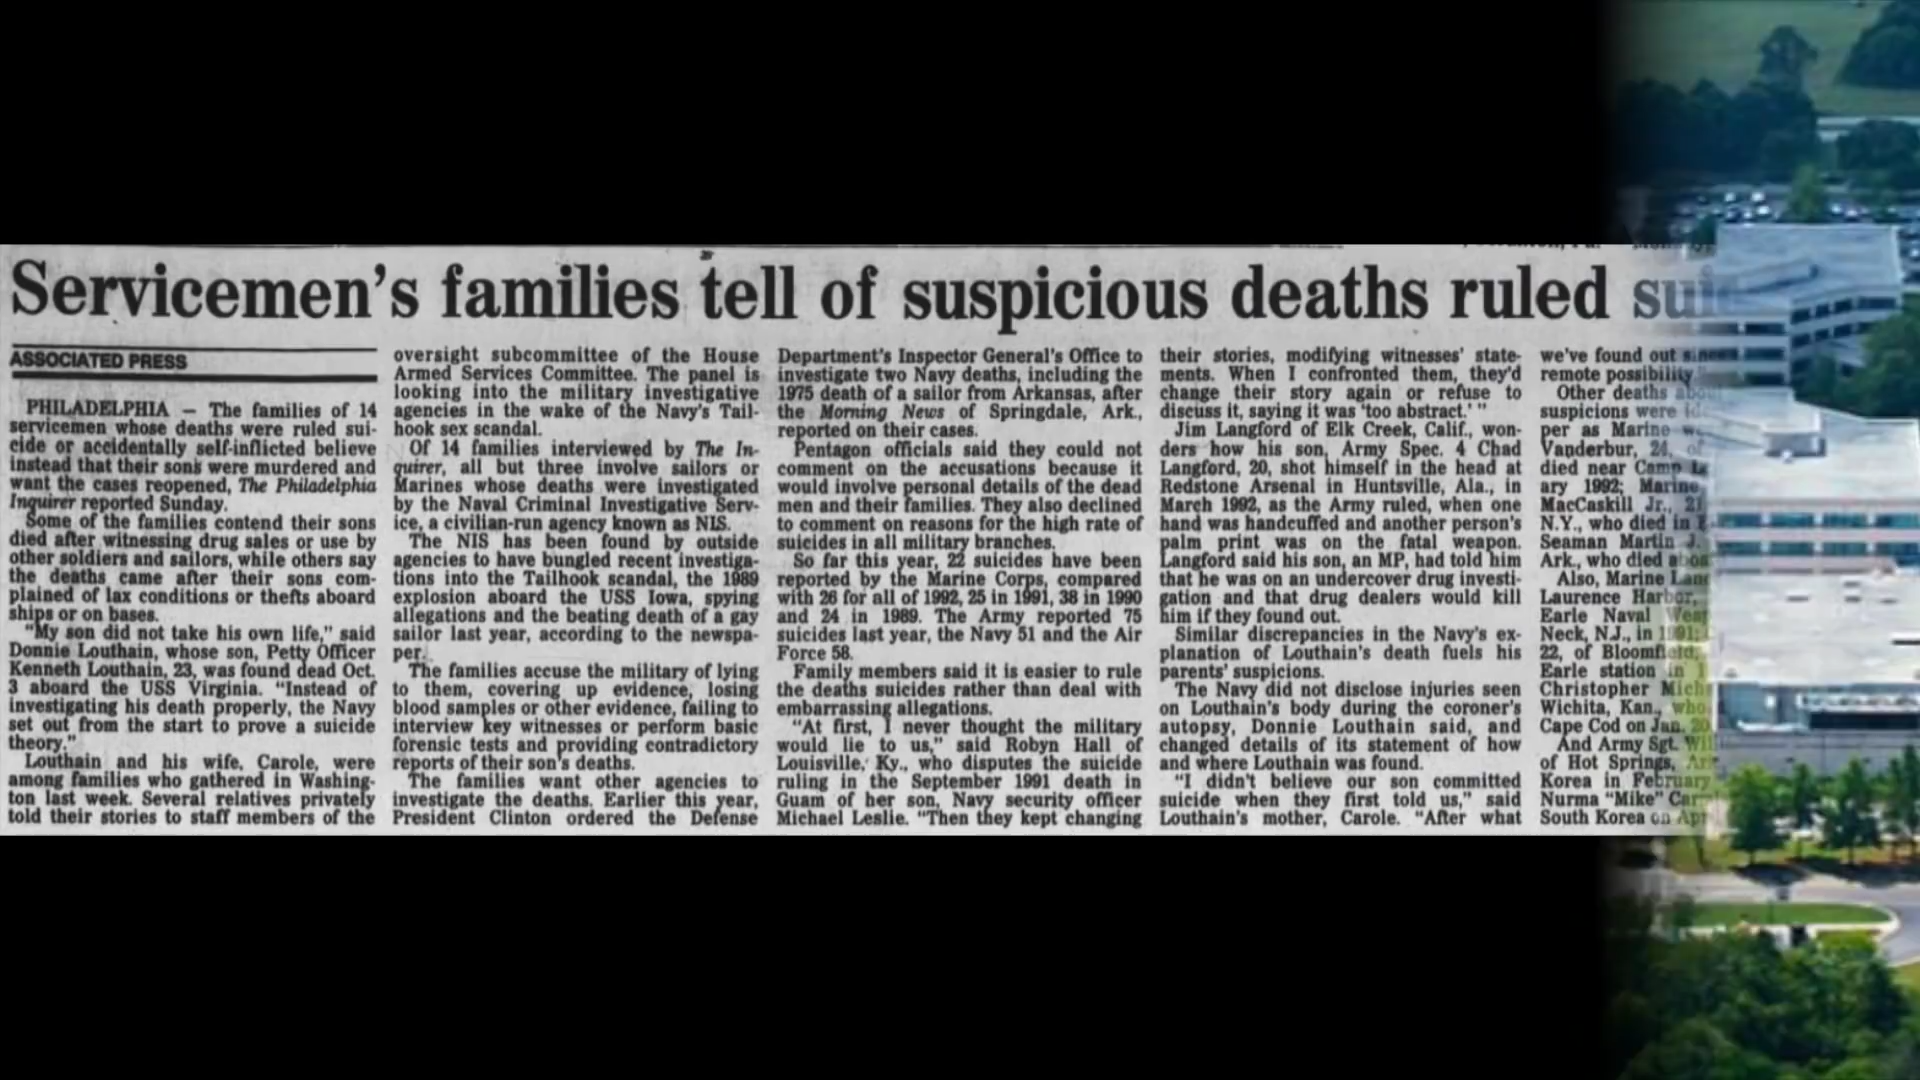 Servicemen's families tell of suspicious deaths ruled
ASSOCIATED PRESS
PHILADELPHIA — The families of 14
servicemen whose deaths were ruled sui-
cide or accidentally self-inflicted believe
instead that their sons were murdered and
want the cases reopened, The Philadelphia
Inquirer reported Sunday.
Some of the families contend their sons
died after witnessing drug sales or use by
other soldiers and sailors, while others say
the deaths came after their sons com-
plained of lax conditions or thefts aboard
ships or on bases.
"My son did not take his own life," said
Donnie Louthain, whose son, Petty Officer
Kenneth Louthain, 23, was found dead Oct.
3 aboard the USS Virginia. "Instead of
investigating his death properly, the Navy
set out from the start to prove a suicide
theory."
Louthain and his wife, Carole, were
among families who gathered in Washing-
ton last week. Several relatives privately
told their stories to staff members of the
oversight subcommittee of the House
Armed Services Committee. The panel is
looking into the military investigative
agencies in the wake of the Navy's Tail-
hook sex scandal.
Of 14 families interviewed by The In-
quirer, all but three involve sailors or
Marines whose deaths were investigated
by the Naval Criminal Investigative Serv-
ice, a civilian-run agency known as NIS.
The NIS has been found by outside
agencies to have bungled recent investiga-
tions into the Tailhook scandal, the 1989
explosion aboard the USS Iowa, spying
allegations and the beating death of a gay
sailor last year, according to the newspa-
per.
The families accuse the military of lying
to them, covering up evidence, losing
blood samples or other evidence, failing to
interview key witnesses or perform basic
forensic tests and providing contradictory
reports of their son's deaths.
The families want other agencies to
investigate the deaths. Earlier this year,
President Clinton ordered the Defense
Department's Inspector General's Office to
investigate two Navy deaths, including the
1975 death of a sailor from Arkansas, after
the Morning News of Springdale, Ark.,
reported on their cases.
Pentagon officials said they could not
comment on the accusations because it
would involve personal details of the dead
men and their families. They also declined
to comment on reasons for the high rate of
suicides in all military branches.
So far this year, 22 suicides have been
reported by the Marine Corps, compared
with 26 for all of 1992, 25 in 1991, 38 in 1990
and 24 in 1989. The Army reported 75
suicides last year, the Navy 51 and the Air
Force 58.
Family members said it is easier to rule
the deaths suicides rather than deal with
embarrassing allegations.
"At first, I never thought the military
would lie to us," said Robyn Hall of
Louisville, Ky., who disputes the suicide
ruling in the September 1991 death in
Guam of her son, Navy security officer
Michael Leslie. "Then they kept changing
their stories, modifying witnesses' state-
ments. When I confronted them, they'd
change their story again or refuse to
discuss it, saying it was 'too abstract.' "
Jim Langford of Elk Creek, Calif., won-
ders how his son, Army Spec. 4 Chad
Langford, 20, shot himself in the head at
Redstone Arsenal in Huntsville, Ala., in
March 1992, as the Army ruled, when one
hand was handcuffed and another person's
palm print was on the fatal weapon.
Langford said his son, an MP, had told him
that he was on an undercover drug investi-
gation and that drug dealers would kill
him if they found out.
Similar discrepancies in the Navy's ex-
planation of Louthain's death fuels his
parents' suspicions.
The Navy did not disclose injuries seen
on Louthain's body during the coroner's
autopsy, Donnie Louthain said, and
changed details of its statement of how
and where Louthain was found.
"I didn't believe our son committed
suicide when they first told us," said
Louthain's mother, Carole. "After what
we've found out
remote possibility
Other deaths
suspicions were
per as Marine
Vanderbur, 24, of
died near Camp
ary 1992; Marine
MacCaskill Jr., 21
N.Y., who died in
Seaman Martin J.
Ark., who died
Also, Marine
Laurence Harbor,
Earle Naval
Neck, N.J., in 1991;
22, of Bloomfield,
Earle station in
Christopher
Wichita, Kan., who
Cape Cod on Jan. 20
And Army Sgt.
of Hot Springs,
Korea in February
Nurma "Mike"
South Korea on